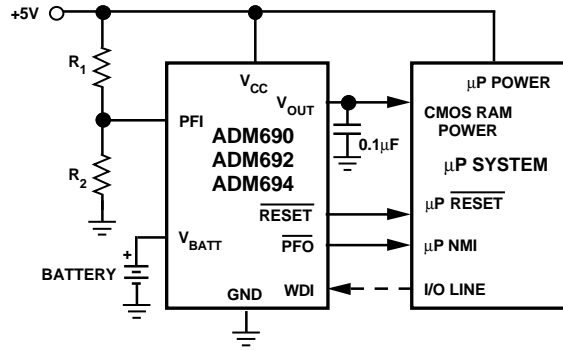 +5V
R1
R2
BATTERY
+
VCC
VOUT
PFI
ADM690
ADM692
ADM694
RESET
PFO
VBATT
GND
WDI
0.1μF
μP POWER
CMOS RAM
POWER
μP SYSTEM
μP RESET
μP NMI
I/O LINE